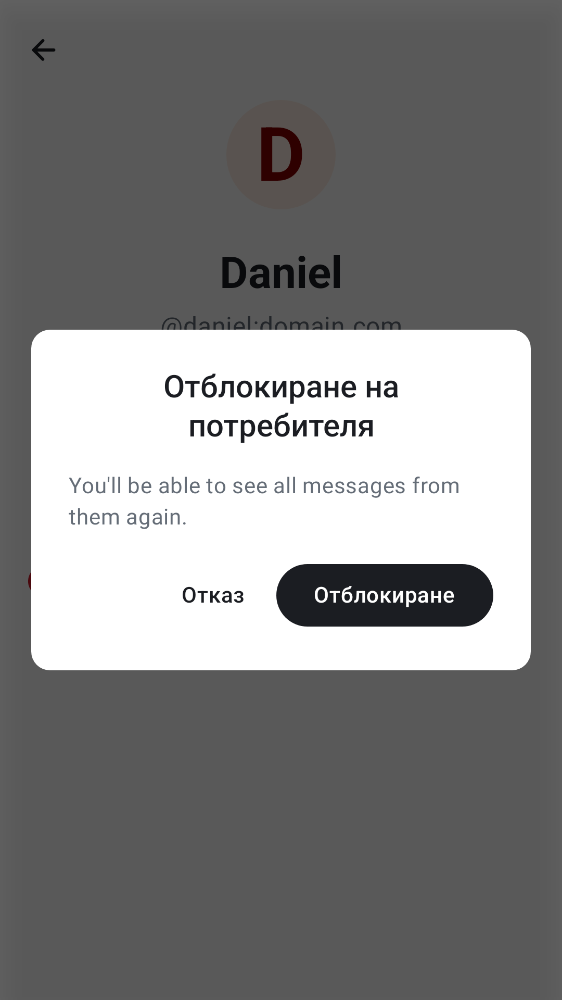 D
Daniel
@daniel:domain.com
Отблокиране на
потребителя
You'll be able to see all messages from
them again.
Отказ
Отблокиране